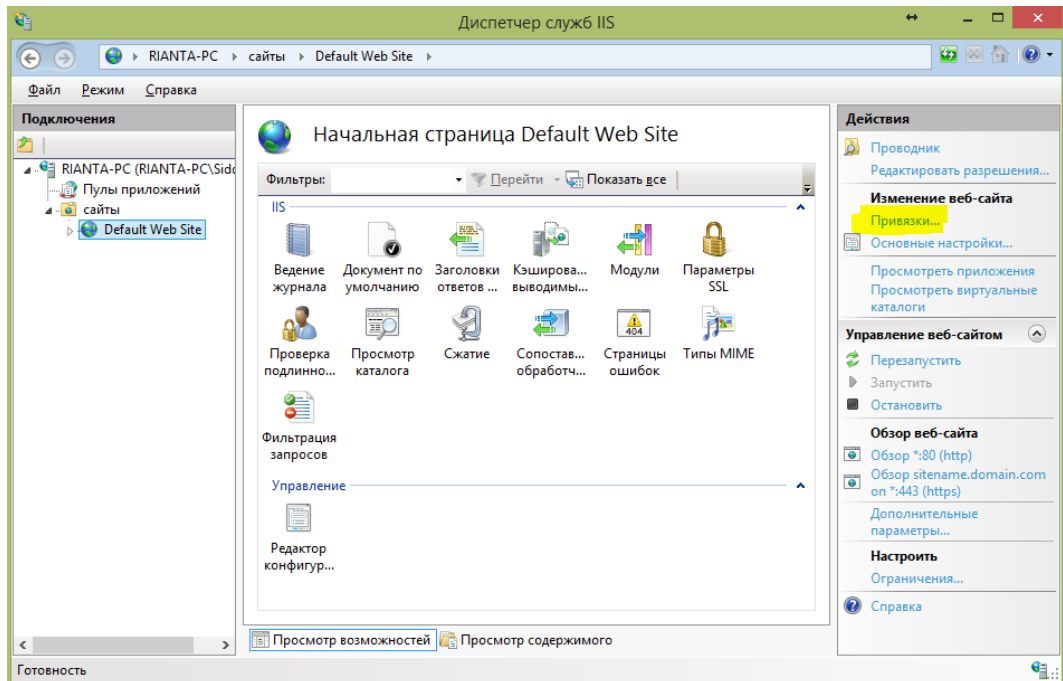 Диспетчер служб IIS
RIANTA-PC сайты Default Web Site
Файл Режим Справка
Подключения
RIANTA-PC (RIANTA-PC\Sid
Пулы приложений
сайты
Default Web Site
Начальная страница Default Web Site
Фильтры: Перейти Показать все
IIS
Ведение журнала
Документ по умолчанию
Заголовки ответов ...
Кэширова... выводимы...
Модули
Параметры SSL
Проверка подлинно...
Просмотр каталога
Сжатие
Сопостав... обработч...
404
Страницы ошибок
Типы MIME
Фильтрация запросов
Управление
Редактор конфигур...
Просмотр возможностей Просмотр содержимого
Действия
Проводник
Редактировать разрешения...
Изменение веб-сайта
Привязки...
Основные настройки...
Просмотреть приложения
Просмотреть виртуальные
каталоги
Управление веб-сайтом
Перезапустить
Запустить
Остановить
Обзор веб-сайта
Обзор *:80 (http)
Обзор sitename.domain.com
on *:443 (https)
Дополнительные
параметры...
Настроить
Ограничения...
Справка
Готовность